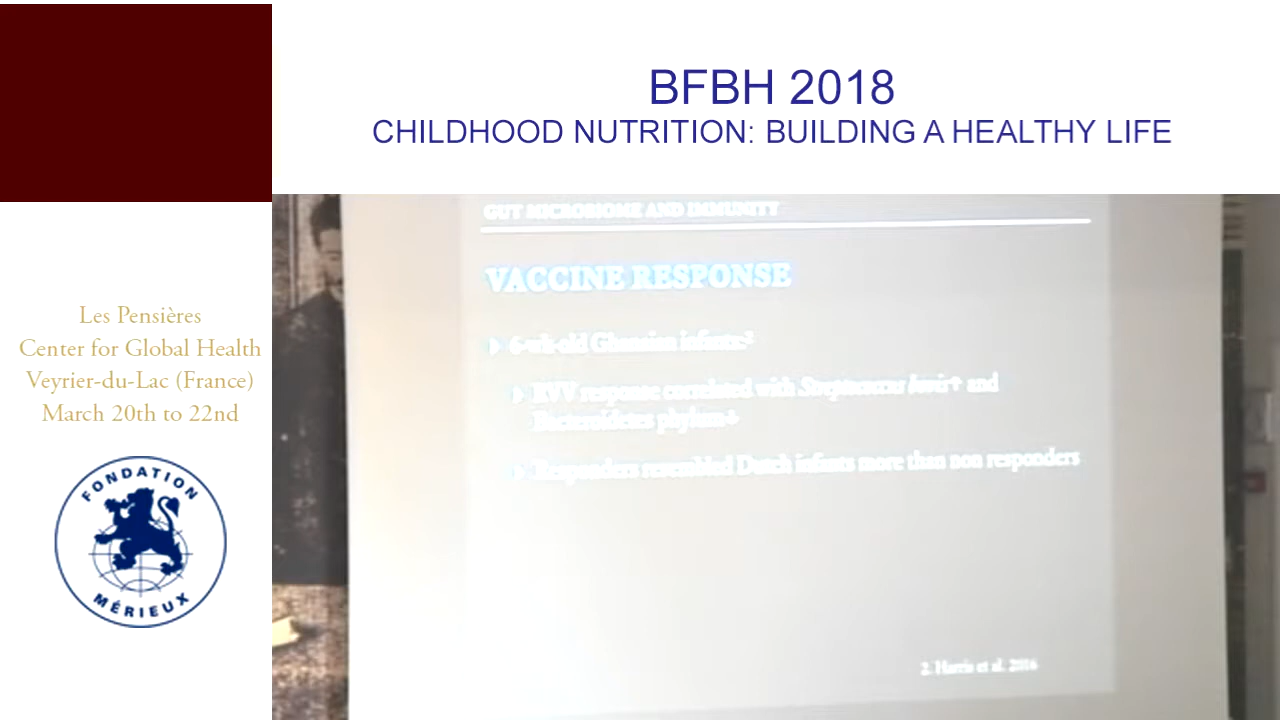 BFBH 2018
CHILDHOOD NUTRITION: BUILDING A HEALTHY LIFE
Les Pensières
Center for Global Health
Veyrier-du-Lac (France)
March 20th to 22nd
FONDATION
MÉRIEUX
GUT MICROBIOME AND IMMUNITY
VACCINE RESPONSE
6-wk-old Ghanaian infants²
RVV response correlated with Streptococcus bovis↑ and
Bacteroidetes phylum↓
Responders resembled Dutch infants more than non responders
2. Harris et al. 2016